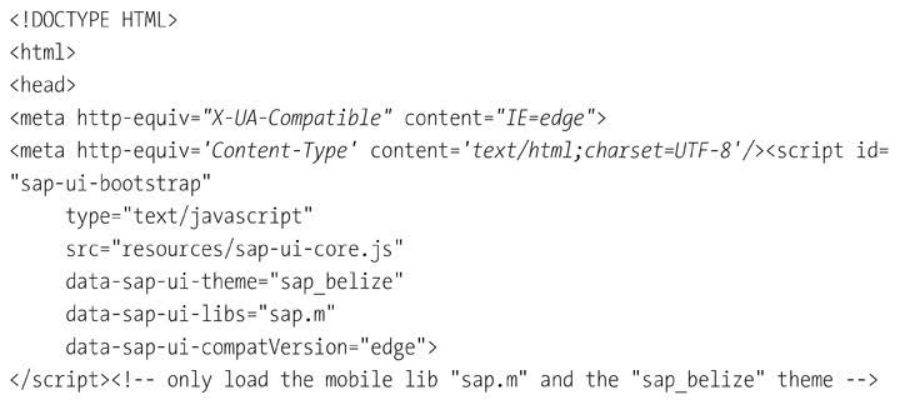 <!DOCTYPE HTML>
<html>
<head>
<meta http-equiv="X-UA-Compatible" content="IE=edge">
<meta http-equiv='Content-Type' content='text/html;charset=UTF-8'/><script id=
"sap-ui-bootstrap"
type="text/javascript"
src="resources/sap-ui-core.js"
data-sap-ui-theme="sap_belize"
data-sap-ui-libs="sap.m"
data-sap-ui-compatVersion="edge">
</script><!-- only load the mobile lib "sap.m" and the "sap_belize" theme -->